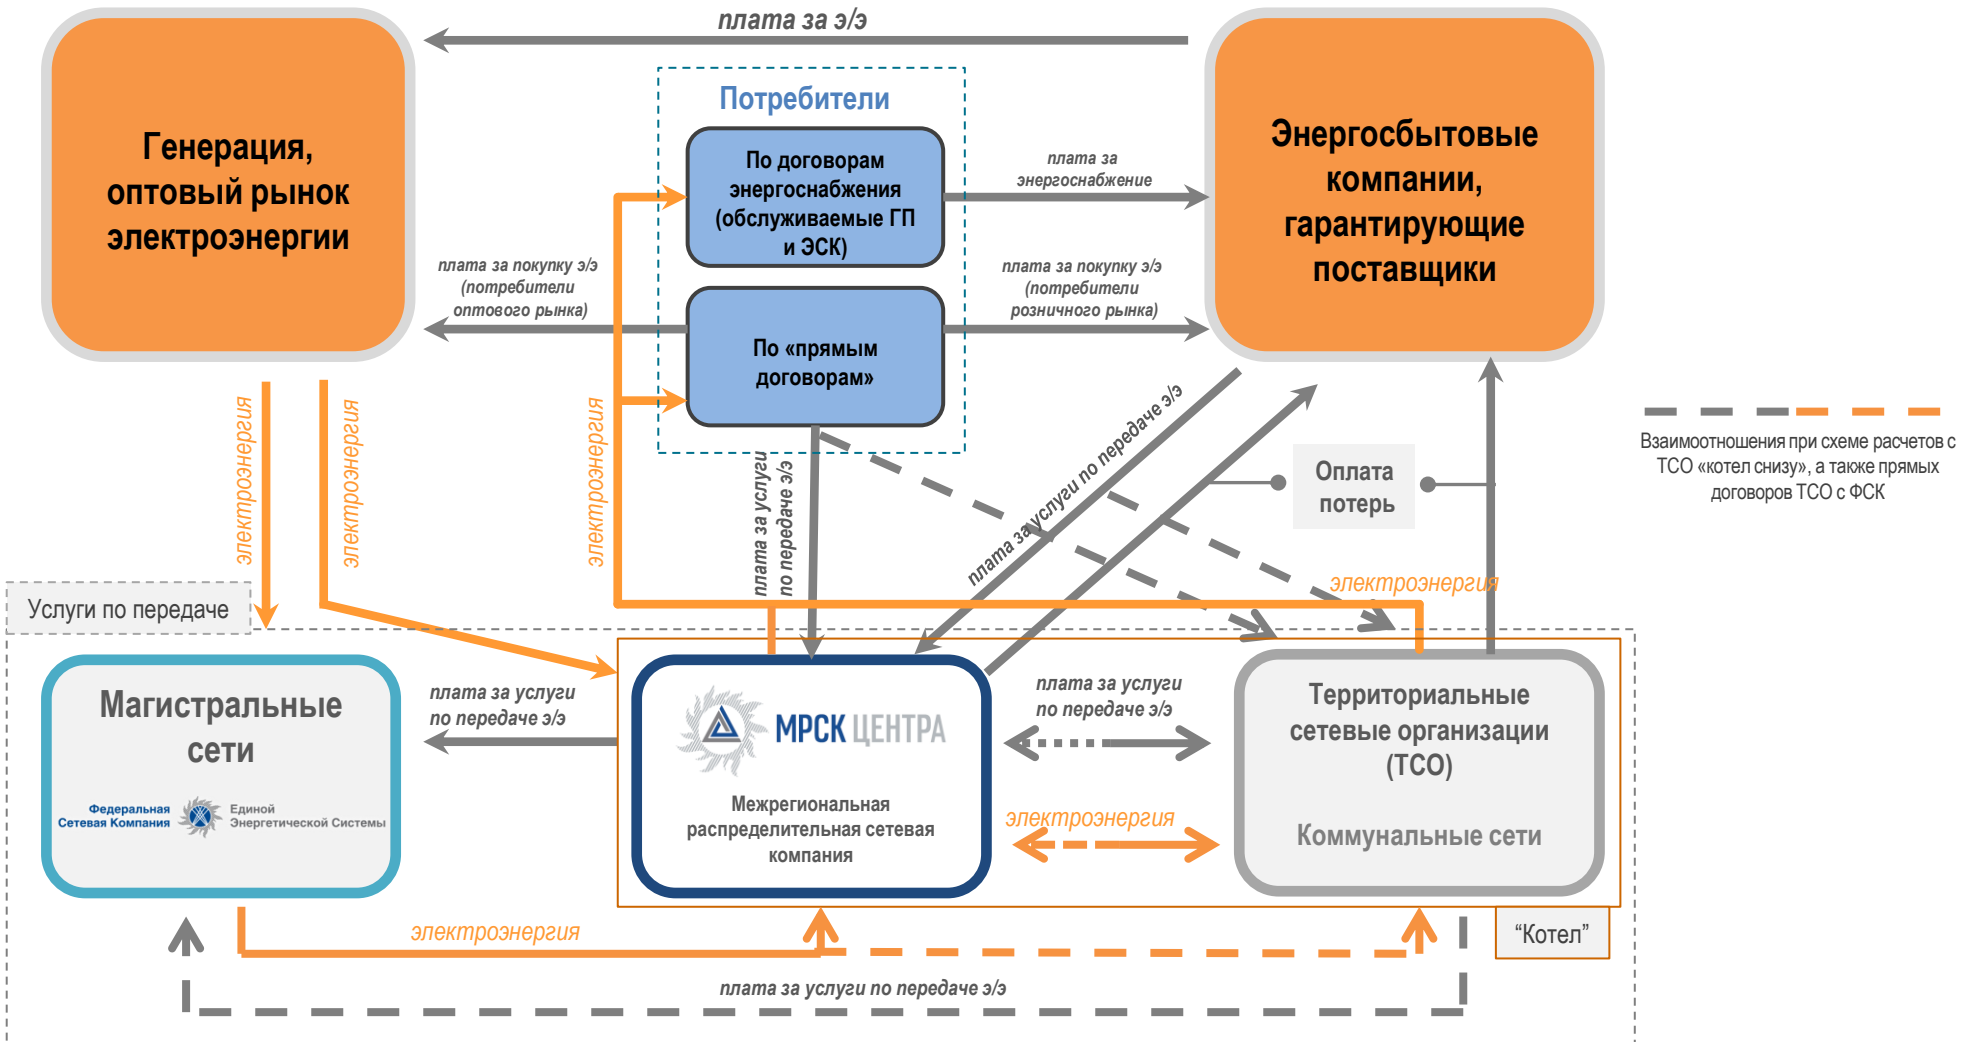 плата за э/э
Генерация,
оптовый рынок
электроэнергии
Потребители
По договорам
энергоснабжения
(обслуживаемые ГП
и ЭСК)
По «прямым
договорам»
Энергосбытовые
компании,
гарантирующие
поставщики
плата за
энергоснабжение
плата за покупку э/э
(потребители
оптового рынка)
плата за покупку э/э
(потребители
розничного рынка)
электроэнергия
электроэнергия
электроэнергия
плата за услуги
по передаче э/э
плата за услуги по передаче э/э
Оплата
потерь
Взаимоотношения при схеме расчетов с
ТСО «котел снизу», а также прямых
договоров ТСО с ФСК
электроэнергия
Услуги по передаче
Магистральные
сети
Федеральная
Сетевая Компания
Единой
Энергетической Системы
плата за услуги
по передаче э/э
МРСК ЦЕНТРА
Межрегиональная
распределительная сетевая
компания
плата за услуги
по передаче э/э
электроэнергия
Территориальные
сетевые организации
(ТСО)
Коммунальные сети
“Котел”
электроэнергия
плата за услуги по передаче э/э